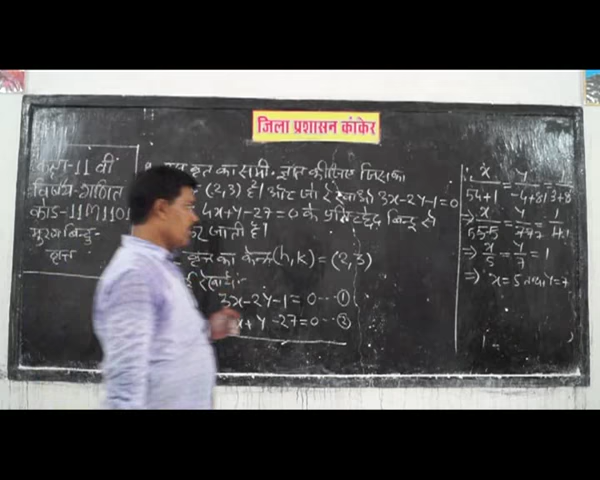 जिला प्रशासन कांकेर
कक्षा-11 वीं
विषय-गणित
कोड-11M1101
मुख्य बिन्दु-
वृत्त
वृत्त का समी. ज्ञात कीजिए जिसका
(2,3) है। और जो रेखाओं 3x-2y-1=0
4x+y-27=0 के प्रतिच्छेद बिन्दु से
जाती है।
वृत्त का केन्द्र (h,k) = (2,3)
3x-2y-1=0 --- ①
x+y-27=0 --- ②
x/54+1 = y/-4+81 = /3+8
⇒ x/55 = y/77 = 1/11
⇒ x/5 = y/7 = 1
⇒ x=5 तथा y=7